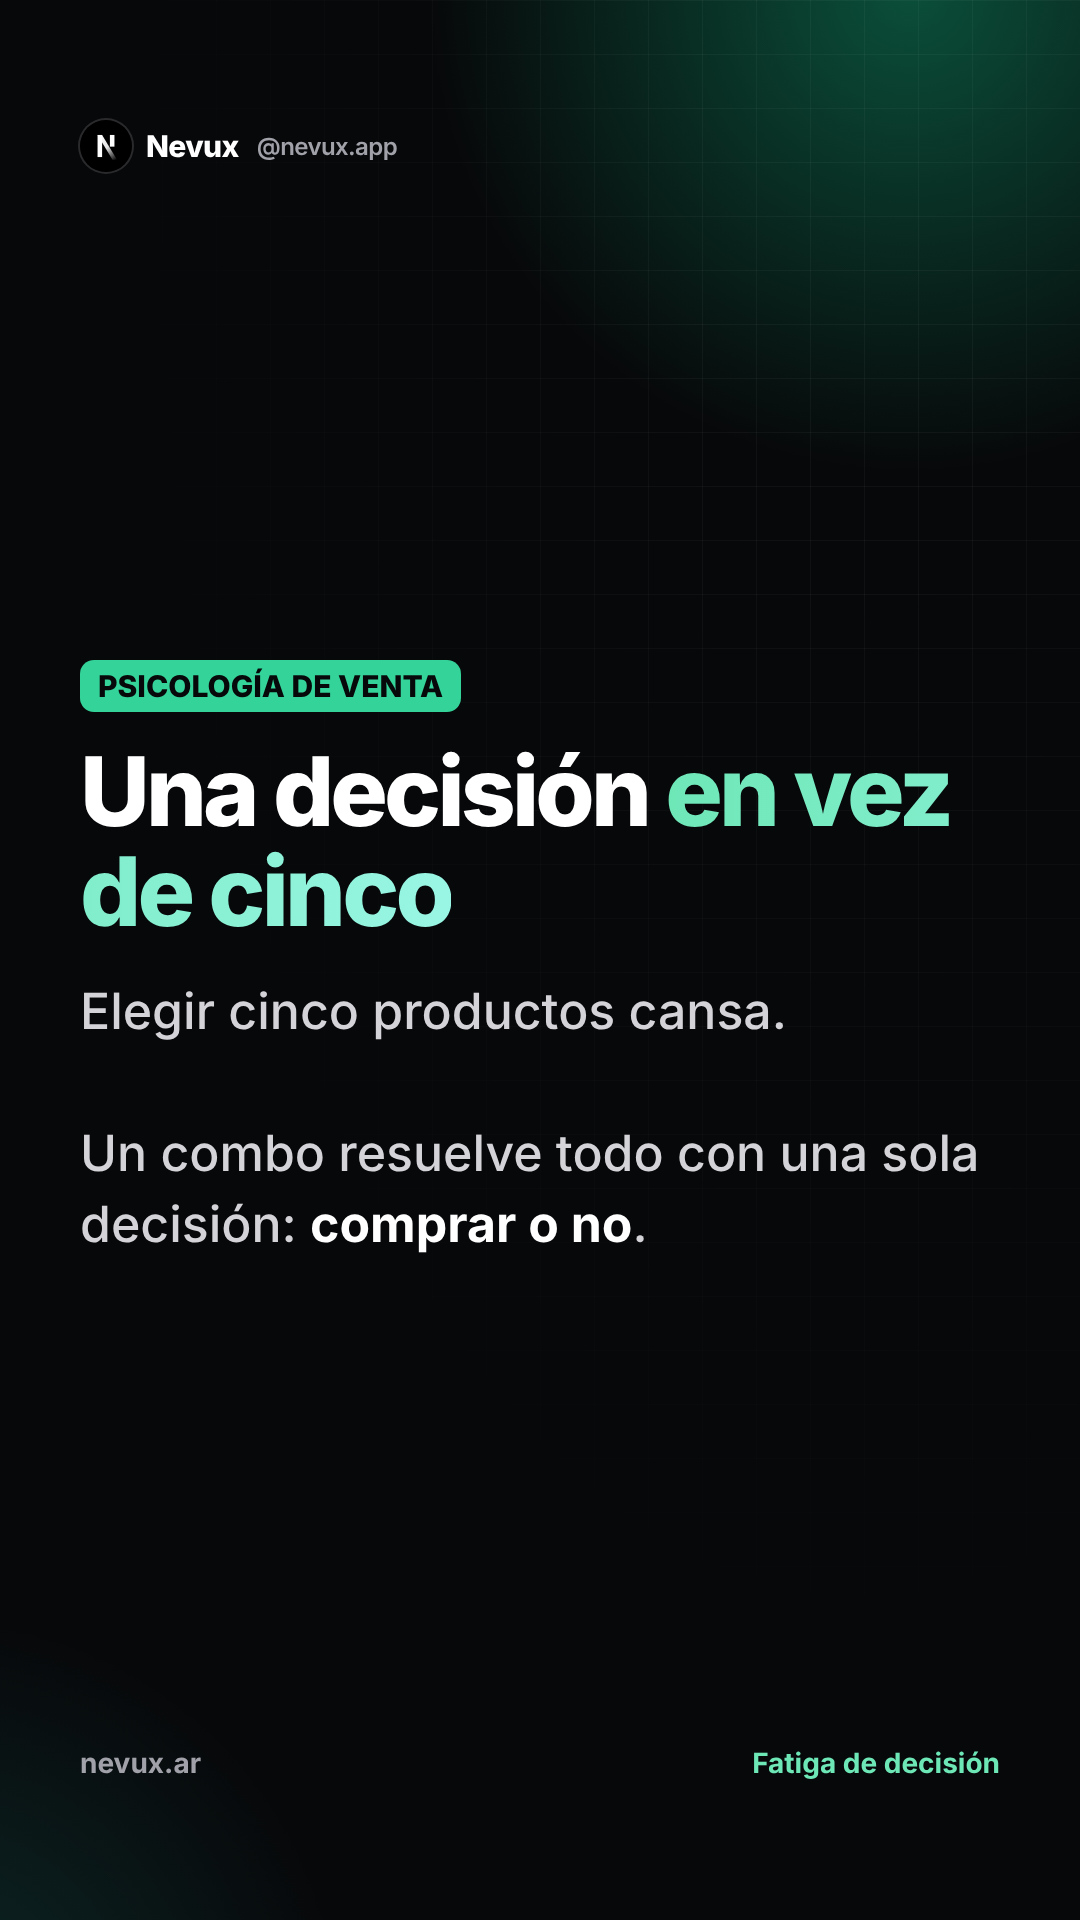 N Nevux @nevux.app
PSICOLOGÍA DE VENTA
Una decisión en vez
de cinco
Elegir cinco productos cansa.
Un combo resuelve todo con una sola
decisión: comprar o no.
nevux.ar
Fatiga de decisión